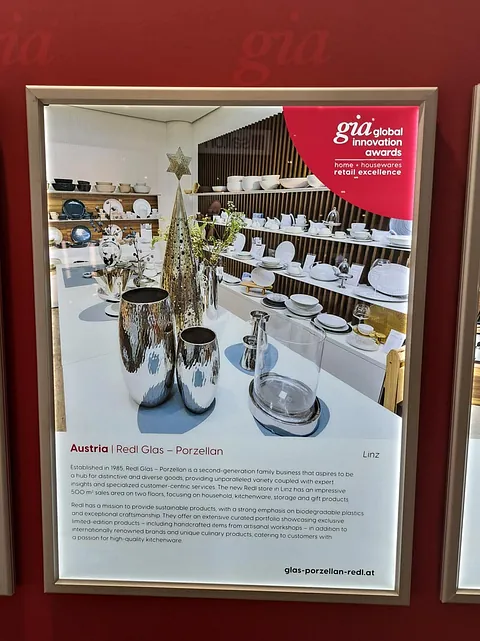 gia
gia
gia global
innovation
awards
home + housewares
retail excellence
Austria | Redl Glas – Porzellan
Linz
Established in 1985, Redl Glas – Porzellan is a second-generation family business that aspires to be
a hub for distinctive and diverse goods, providing unparalleled variety coupled with expert
insights and specialized customer-centric services. The new Redl store in Linz has an impressive
500 m² sales area on two floors, focusing on household, kitchenware, storage and gift products.
Redl has a mission to provide sustainable products, with a strong emphasis on biodegradable plastics
and exceptional craftsmanship. They offer an extensive curated portfolio showcasing exclusive
limited-edition products – including handcrafted items from artisanal workshops – in addition to
internationally renowned brands and unique culinary products, catering to customers with
a passion for high-quality kitchenware.
glas-porzellan-redl.at